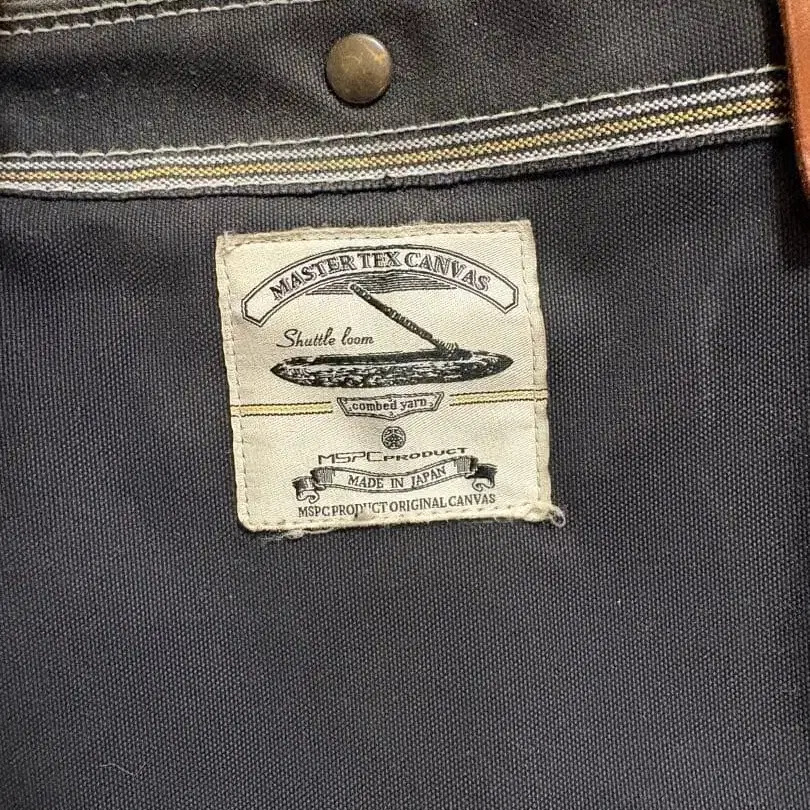 MASTER TEX CANVAS
Shuttle loom
combed yarn
MSPC PRODUCT
MADE IN JAPAN
MSPC PRODUCT ORIGINAL CANVAS